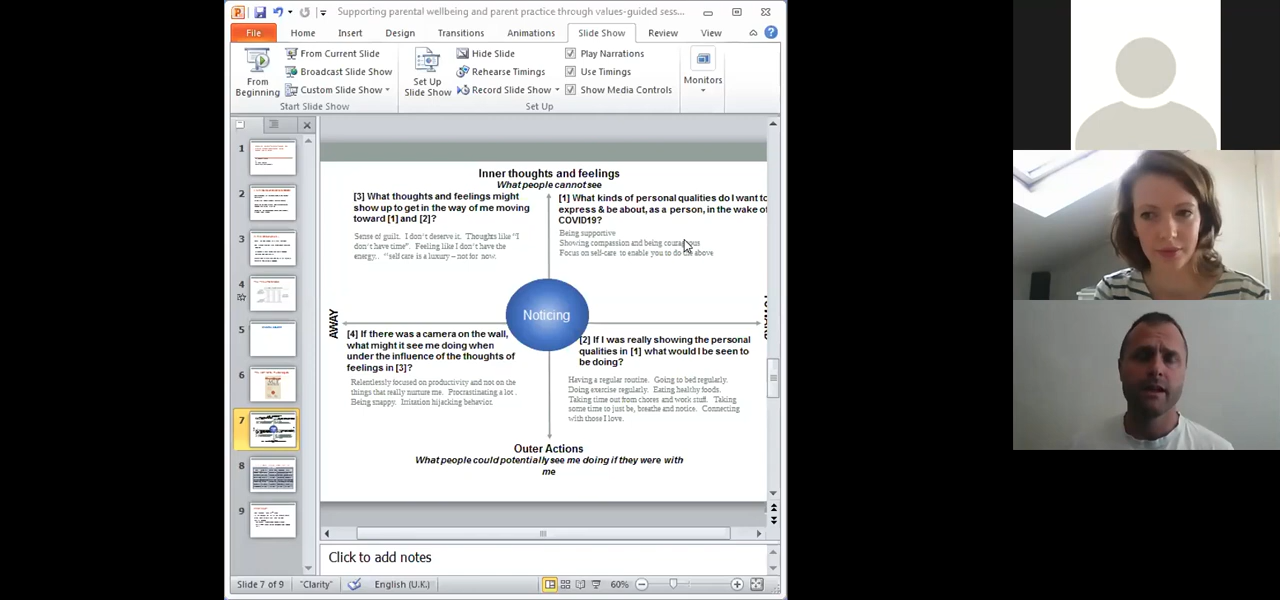 Supporting parental wellbeing and parent practice through values-guided sess...
File Home Insert Design Transitions Animations Slide Show Review View
From Beginning
From Current Slide
Broadcast Slide Show
Custom Slide Show
Start Slide Show
Set Up Slide Show
Hide Slide
Rehearse Timings
Record Slide Show
Play Narrations
Use Timings
Show Media Controls
Set Up
Monitors
1
2
3
4
5
6
7
8
9
Inner thoughts and feelings
What people cannot see
[3] What thoughts and feelings might
show up to get in the way of me moving
toward [1] and [2]?
Sense of guilt. I don't deserve it. Thoughts like "I
don't have time". Feeling like I don't have the
energy.. "self care is a luxury – not for now.
[1] What kinds of personal qualities do I want to
express & be about, as a person, in the wake of
COVID19?
Being supportive
Showing compassion and being courageous
Focus on self-care to enable you to do the above
AWAY
Noticing
[4] If there was a camera on the wall,
what might it see me doing when
under the influence of the thoughts of
feelings in [3]?
Relentlessly focused on productivity and not on the
things that really nurture me. Procrastinating a lot .
Being snappy. Irritation hijacking behavior.
[2] If I was really showing the personal
qualities in [1] what would I be seen to
be doing?
Having a regular routine. Going to bed regularly.
Doing exercise regularly. Eating healthy foods.
Taking time out from chores and work stuff. Taking
some time to just be, breathe and notice. Connecting
with those I love.
Outer Actions
What people could potentially see me doing if they were with
me
Click to add notes
Slide 7 of 9 "Clarity" English (U.K.) 60%